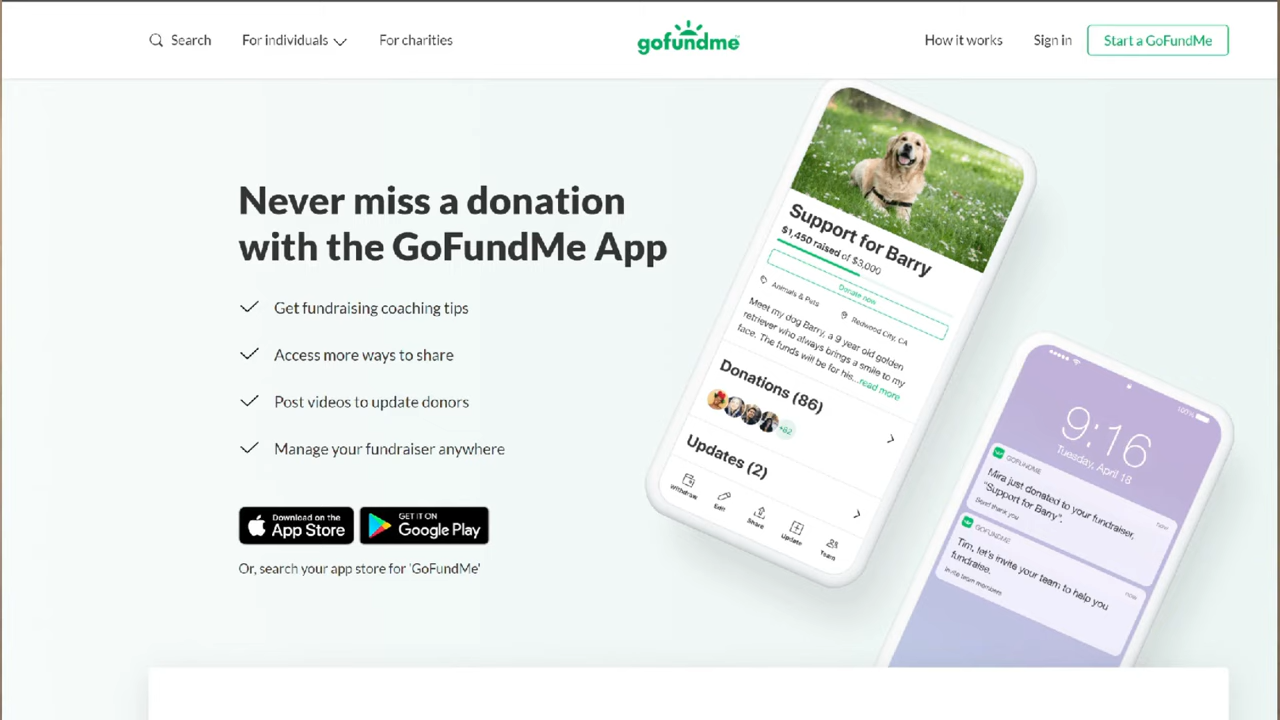 Search
For individuals
For charities
gofundme
How it works
Sign in
Start a GoFundMe
Never miss a donation
with the GoFundMe App
Get fundraising coaching tips
Access more ways to share
Post videos to update donors
Manage your fundraiser anywhere
Download on the
App Store
GET IT ON
Google Play
Or, search your app store for 'GoFundMe'
Support for Barry
$1,450 raised of $3,000
Donate now
Animals & Pets
Redwood City, CA
Meet my dog Barry, a 9 year old golden
retriever who always brings a smile to my
face. The funds will be for his...read more
Donations (86)
+82
Updates (2)
Withdraw
Edit
Share
Update
Team
100%
9:16
Tuesday, April 18
GOFUNDME
now
Mira just donated to your fundraiser,
"Support for Barry".
Send thank you
GOFUNDME
now
Tim, let's invite your team to help you
fundraise.
Invite team members